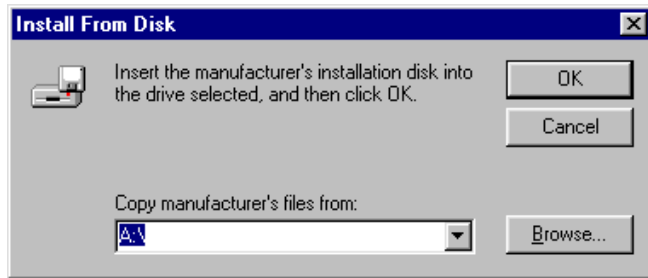 Install From Disk
Insert the manufacturer's installation disk into
the drive selected, and then click OK.
OK
Cancel
Copy manufacturer's files from:
A:\
Browse...